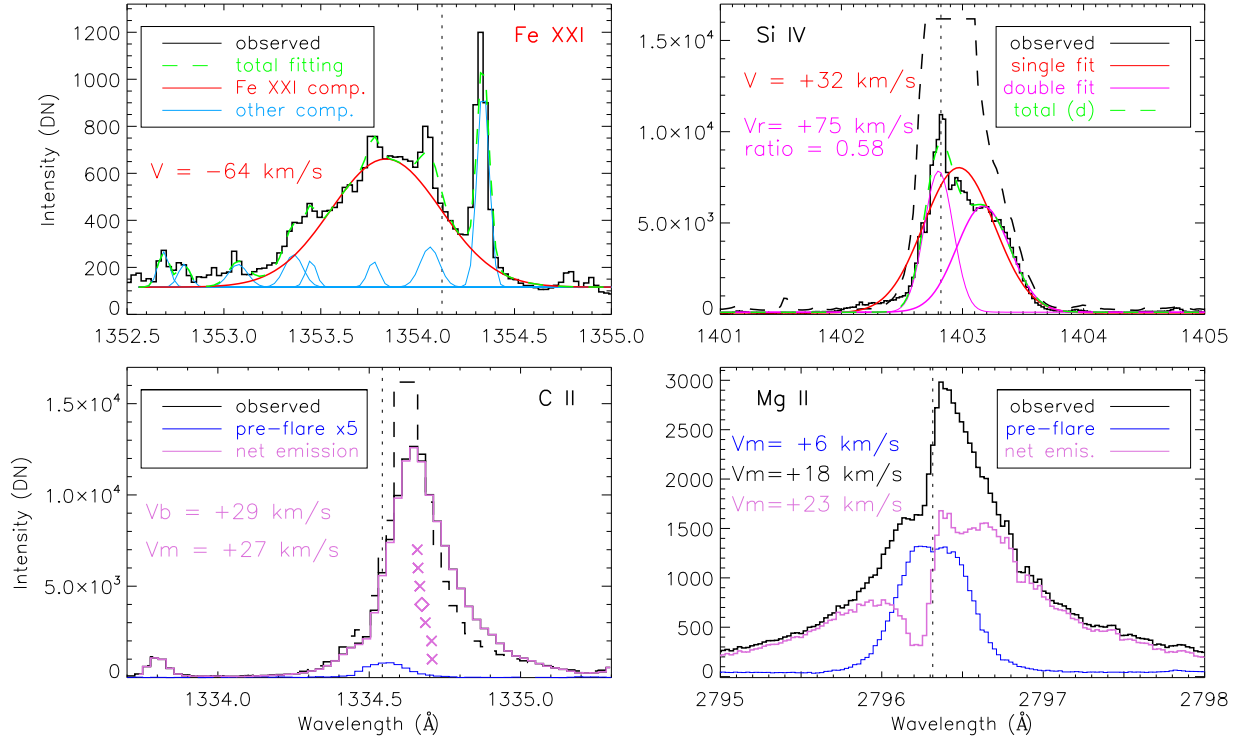 Fe XXI
observed
total fitting
Fe XXI comp.
other comp.
V = −64 km/s
Intensity (DN)
1200
1000
800
600
400
200
0
1552.5 1553.0 1553.5 1554.0 1554.5 1555.0
Si IV
observed
single fit
double fit
total (d)
V = +32 km/s
Vr= +75 km/s
ratio = 0.58
1.5×10⁴
1.0×10⁴
5.0×10³
0
1401 1402 1403 1404 1405
C II
observed
pre−flare x5
net emission
Vb = +29 km/s
Vm = +27 km/s
Intensity (DN)
1.5×10⁴
1.0×10⁴
5.0×10³
0
1334.0 1334.5 1335.0
Wavelength (Å)
Mg II
observed
pre−flare
net emis.
Vm= +6 km/s
Vm=+18 km/s
Vm=+23 km/s
3000
2500
2000
1500
1000
500
0
2795 2796 2797 2798
Wavelength (Å)